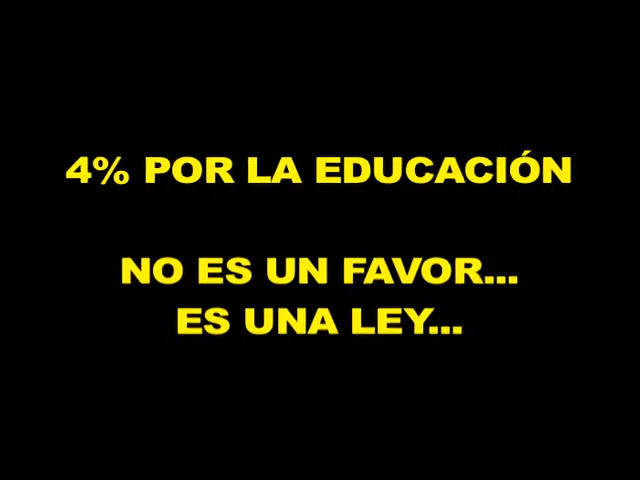 4% POR LA EDUCACIÓN
NO ES UN FAVOR...
ES UNA LEY...